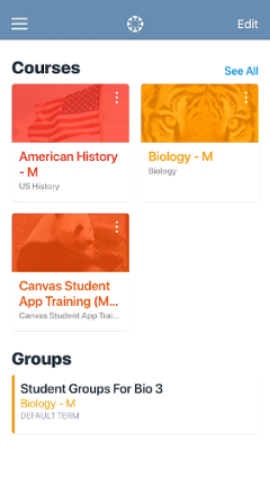 Edit
Courses
See All
American History
- M
US History
Biology - M
Biology
Canvas Student
App Training (M...
Canvas Student App Trai...
Groups
Student Groups For Bio 3
Biology - M
DEFAULT TERM